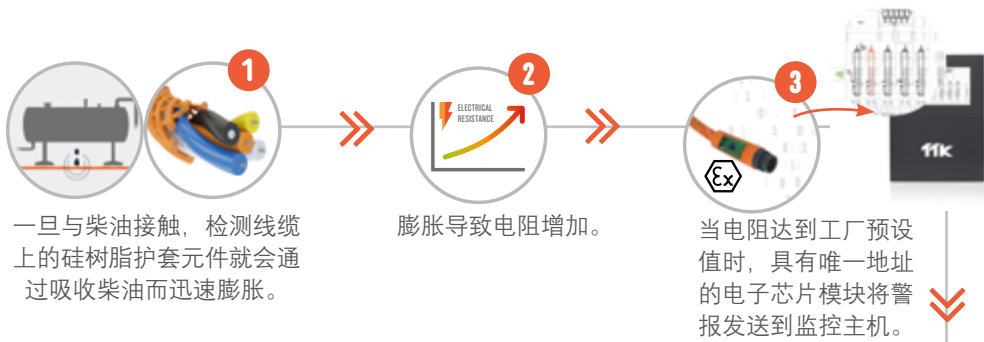 1
2
3
ELECTRICAL
RESISTANCE
Ex
TTK
一旦与柴油接触，检测线缆
上的硅树脂护套元件就会通
过吸收柴油而迅速膨胀。
膨胀导致电阻增加。
当电阻达到工厂预设
值时，具有唯一地址
的电子芯片模块将警
报发送到监控主机。